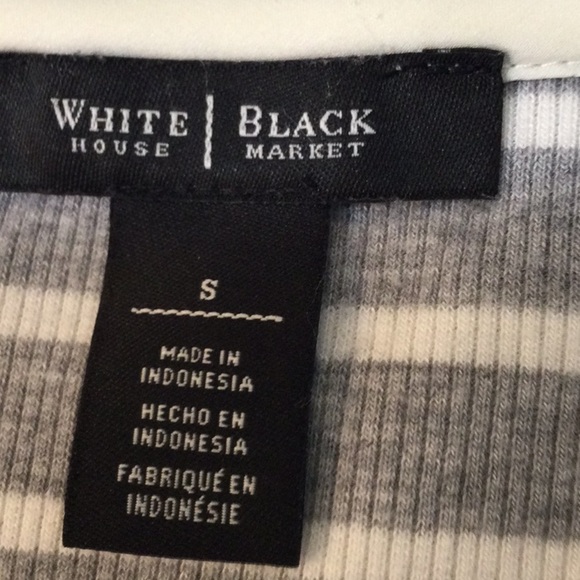 WHITE | BLACK
HOUSE MARKET
S
MADE IN
INDONESIA
HECHO EN
INDONESIA
FABRIQUÉ EN
INDONÉSIE